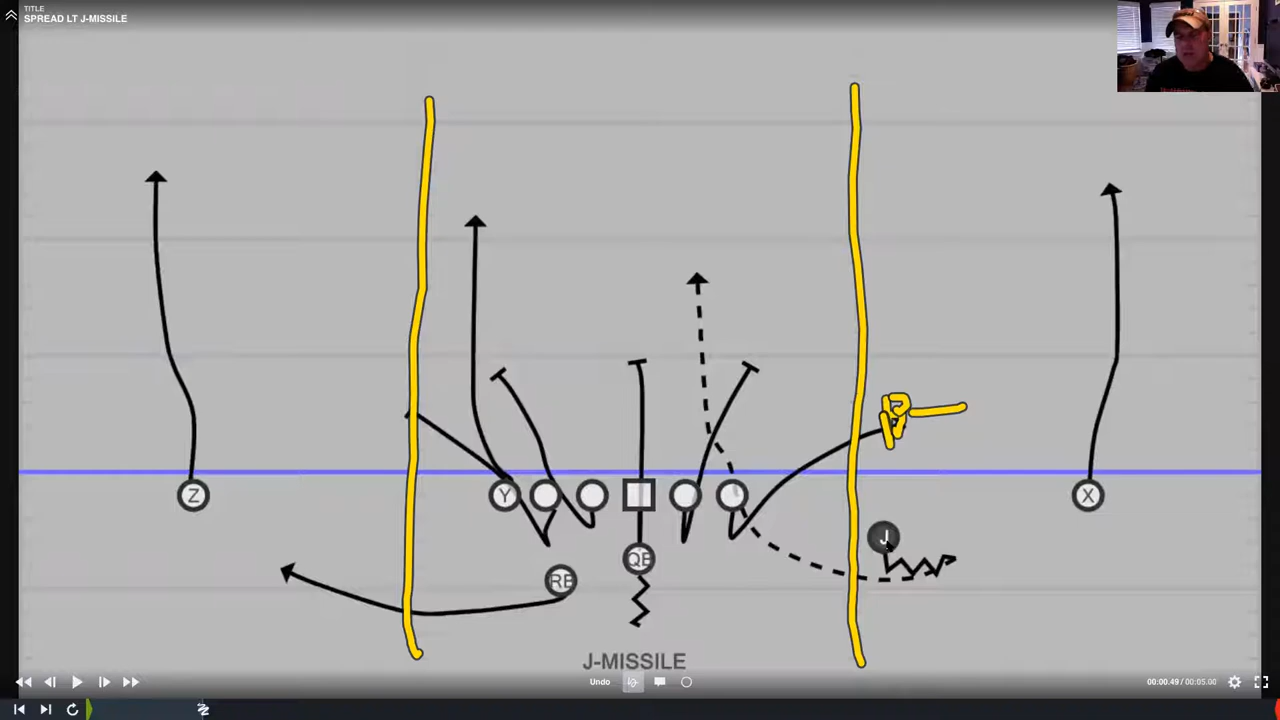 TITLE
SPREAD LT J-MISSILE
Z
Y
QB
RB
J
X
J-MISSILE
Undo
00:00.49 / 00:05.00